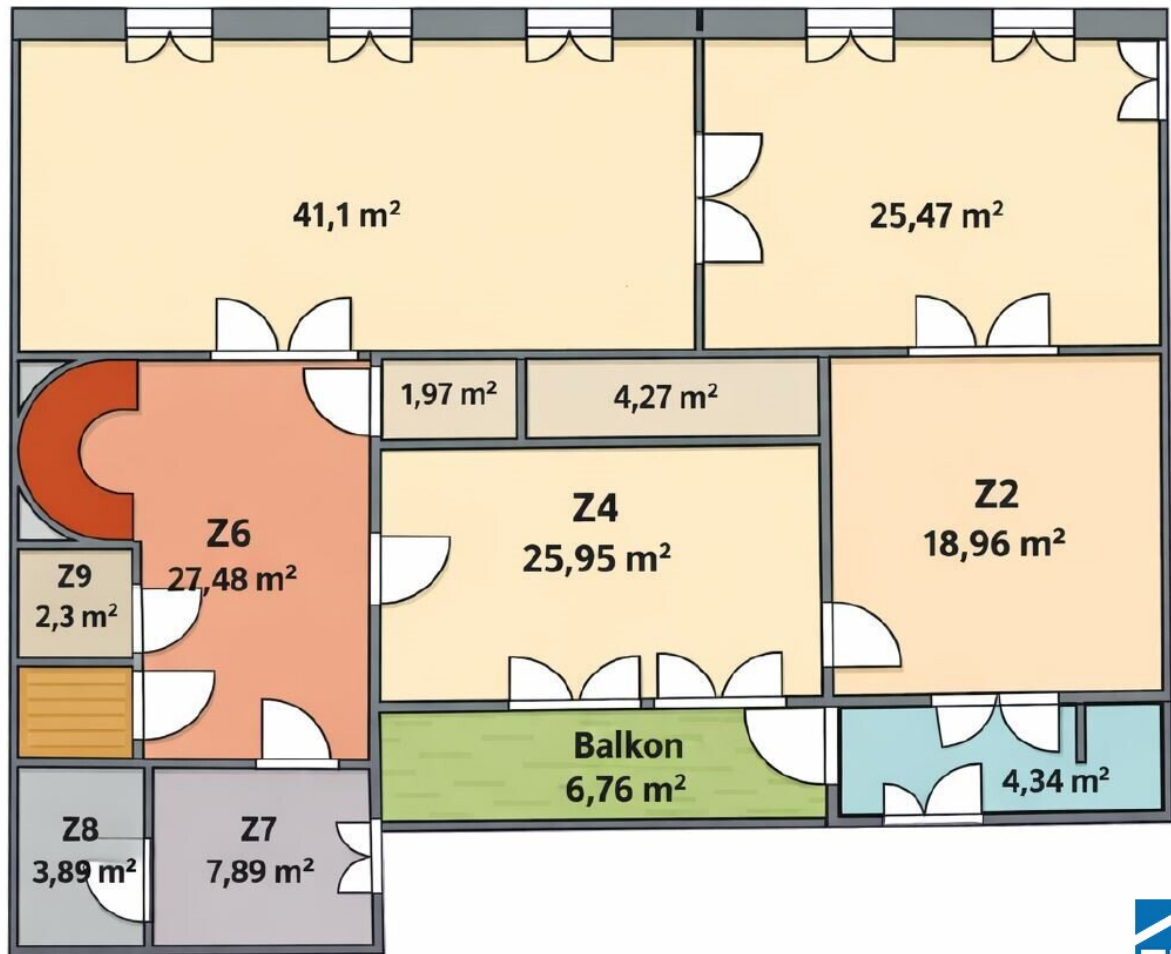 41,1 m²
25,47 m²
1,97 m²
4,27 m²
Z6
27,48 m²
Z4
25,95 m²
Z2
18,96 m²
Z9
2,3 m²
Balkon
6,76 m²
4,34 m²
Z8
3,89 m²
Z7
7,89 m²